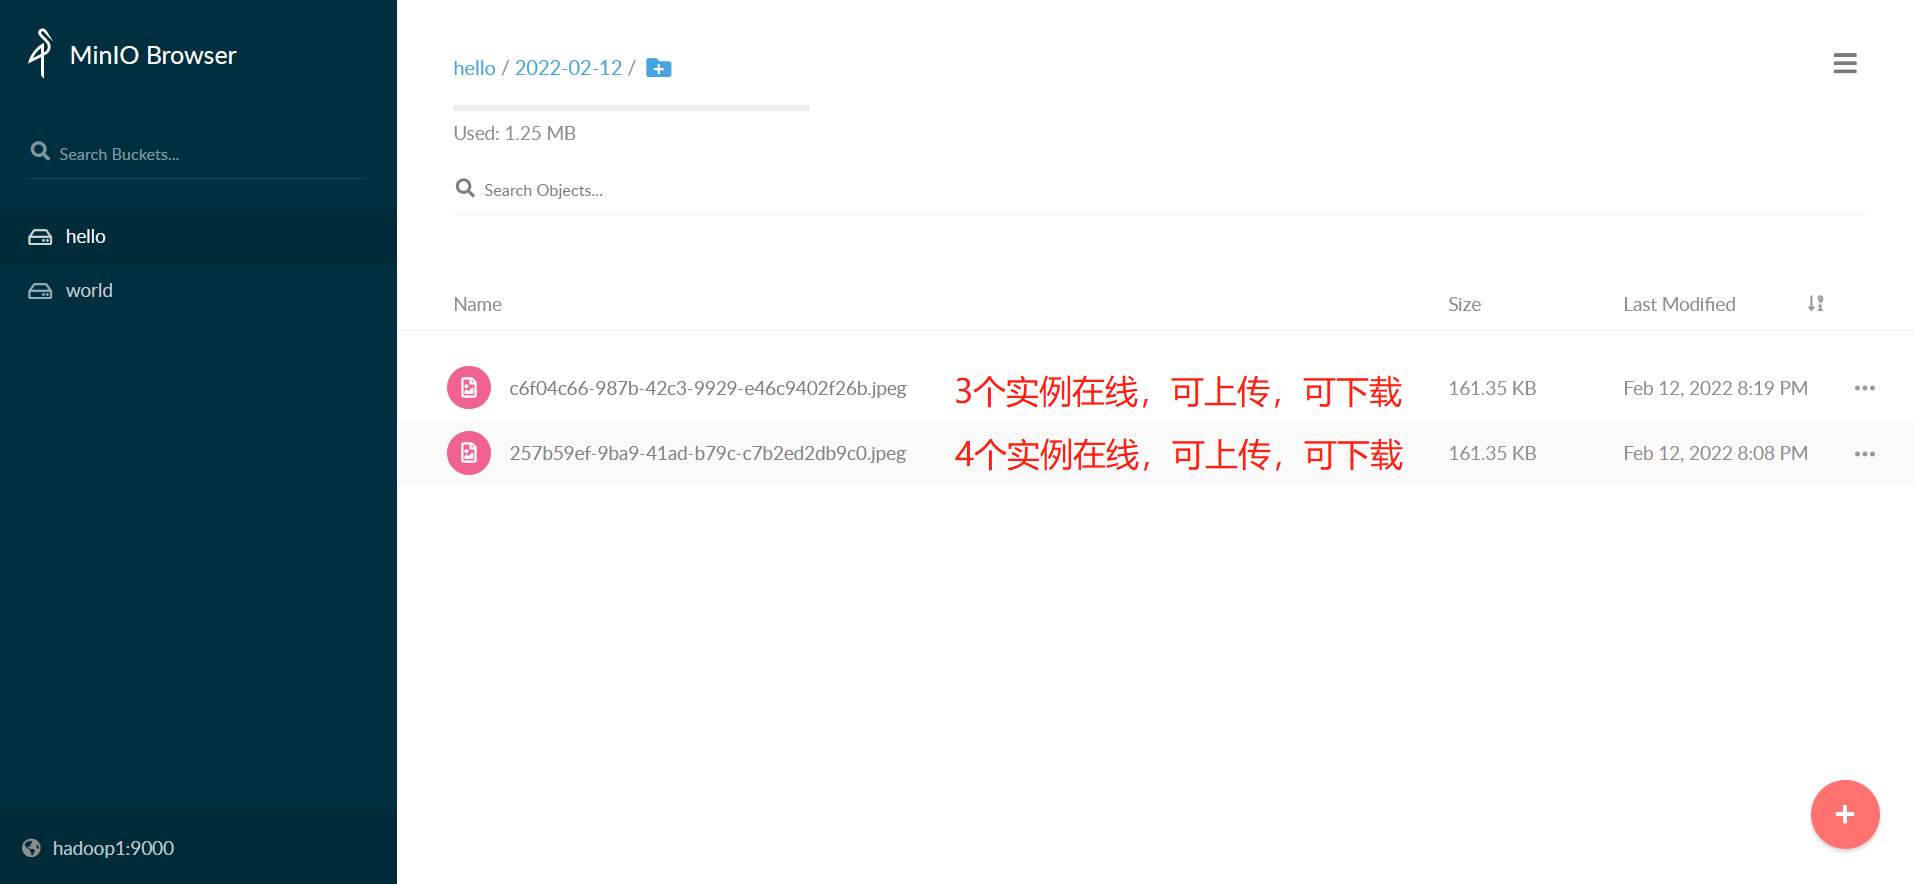 MinIO Browser
Search Buckets...
hello
world
hadoop1:9000
hello / 2022-02-12 /
Used: 1.25 MB
Search Objects...
Name Size Last Modified
c6f04c66-987b-42c3-9929-e46c9402f26b.jpeg 3个实例在线，可上传，可下载 161.35 KB Feb 12, 2022 8:19 PM
257b59ef-9ba9-41ad-b79c-c7b2ed2db9c0.jpeg 4个实例在线，可上传，可下载 161.35 KB Feb 12, 2022 8:08 PM